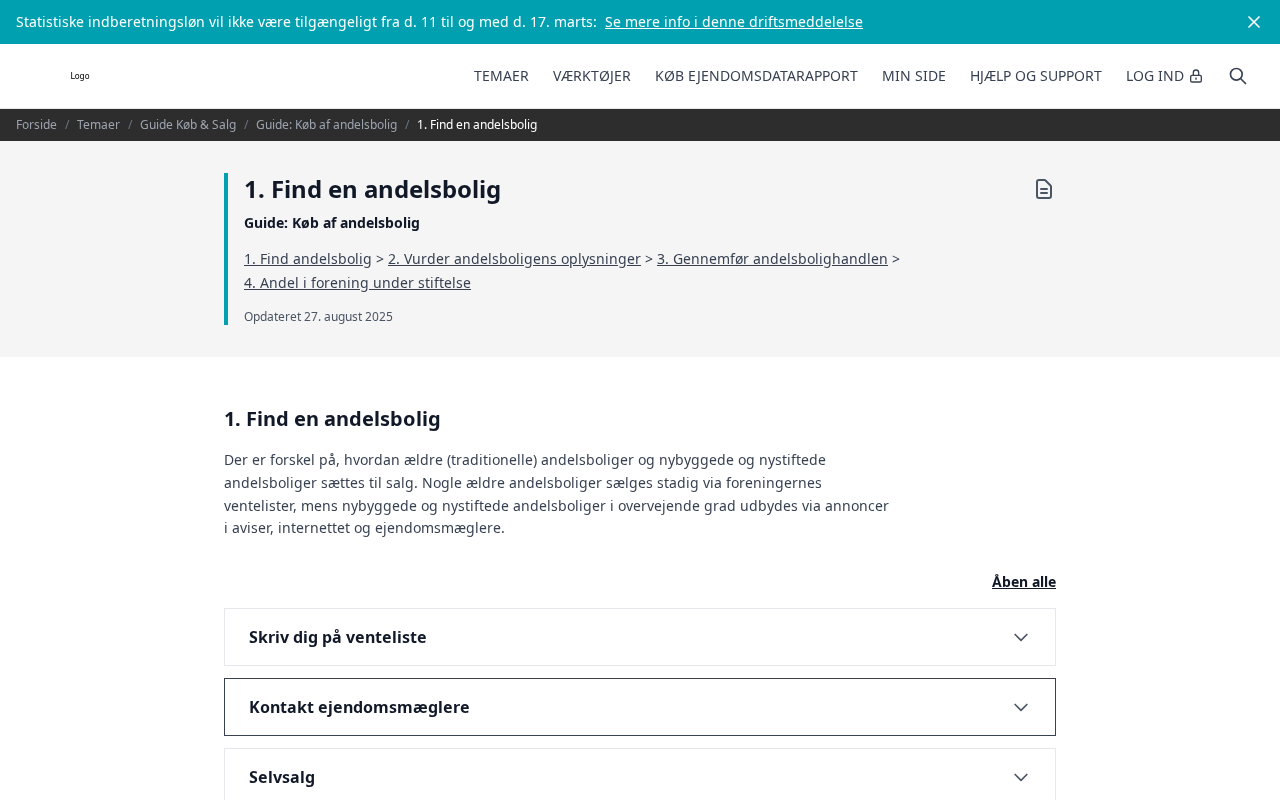 Statistiske indberetningsløn vil ikke være tilgængeligt fra d. 11 til og med d. 17. marts: Se mere info i denne driftsmeddelelse
Logo
TEMAER VÆRKTØJER KØB EJENDOMSDATARAPPORT MIN SIDE HJÆLP OG SUPPORT LOG IND
Forside / Temaer / Guide Køb & Salg / Guide: Køb af andelsbolig / 1. Find en andelsbolig
1. Find en andelsbolig
Guide: Køb af andelsbolig
1. Find andelsbolig > 2. Vurder andelsboligens oplysninger > 3. Gennemfør andelsbolighandlen >
4. Andel i forening under stiftelse
Opdateret 27. august 2025
1. Find en andelsbolig
Der er forskel på, hvordan ældre (traditionelle) andelsboliger og nybyggede og nystiftede
andelsboliger sættes til salg. Nogle ældre andelsboliger sælges stadig via foreningernes
ventelister, mens nybyggede og nystiftede andelsboliger i overvejende grad udbydes via annoncer
i aviser, internettet og ejendomsmæglere.
Åben alle
Skriv dig på venteliste
Kontakt ejendomsmæglere
Selvsalg